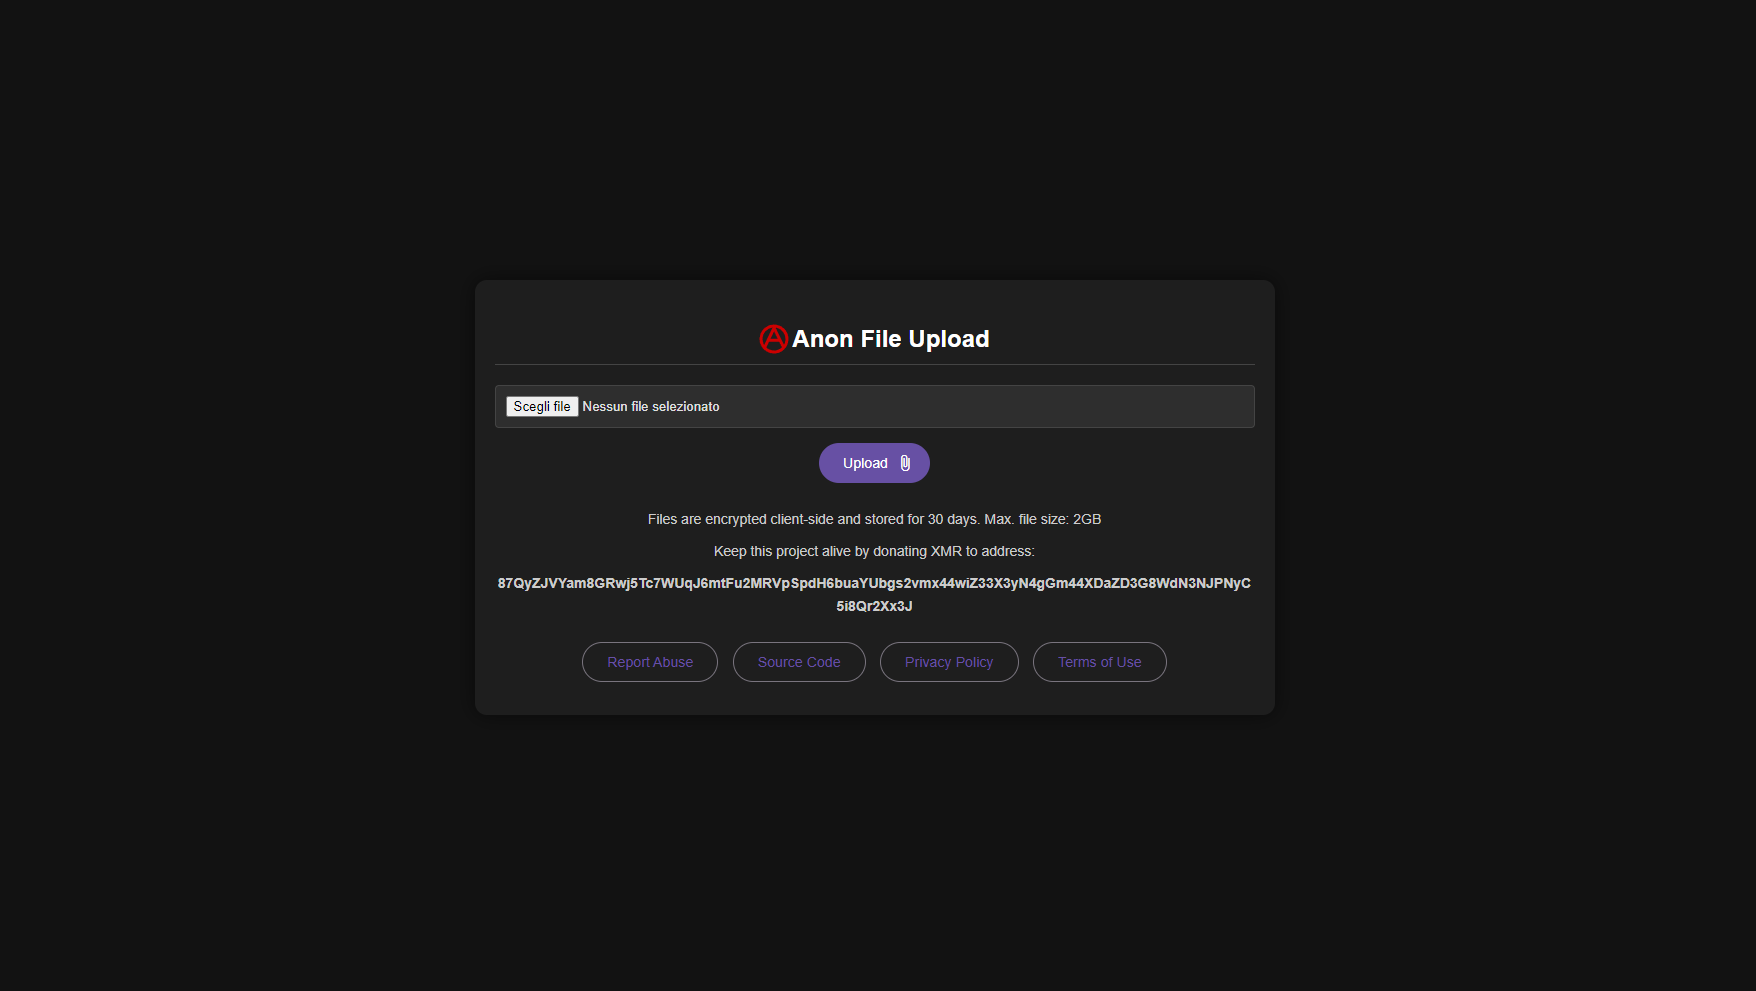 Anon File Upload
Scegli file Nessun file selezionato
Upload
Files are encrypted client-side and stored for 30 days. Max. file size: 2GB
Keep this project alive by donating XMR to address:
87QyZJVYam8GRwj5Tc7WUqJ6mtFu2MRVpSpdH6buaYUbgs2vmx44wiZ33X3yN4gGm44XDaZD3G8WdN3NJPNyC
5i8Qr2Xx3J
Report Abuse Source Code Privacy Policy Terms of Use